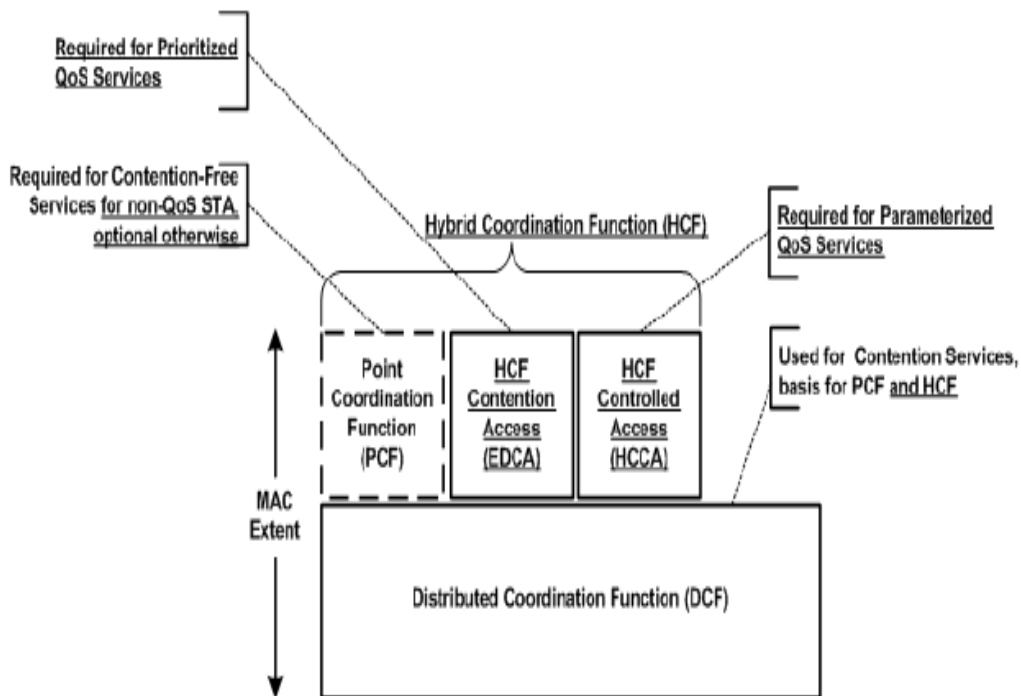 Required for Prioritized
QoS Services
Required for Contention-Free
Services for non-QoS STA,
optional otherwise
Hybrid Coordination Function (HCF)
Required for Parameterized
QoS Services
Used for Contention Services,
basis for PCF and HCF
Point
Coordination
Function
(PCF)
HCF
Contention
Access
(EDCA)
HCF
Controlled
Access
(HCCA)
MAC
Extent
Distributed Coordination Function (DCF)